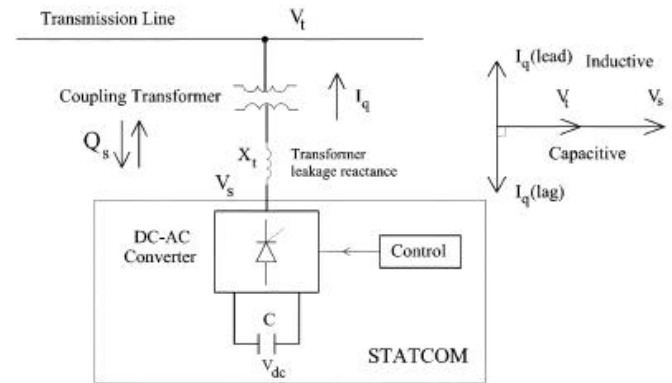 Transmission Line
V_t
Coupling Transformer
I_q
Q_s
X_t
Transformer
leakage reactance
V_s
DC-AC
Converter
Control
C
V_dc
STATCOM
I_q(lead)
Inductive
V_t
V_s
Capacitive
I_q(lag)